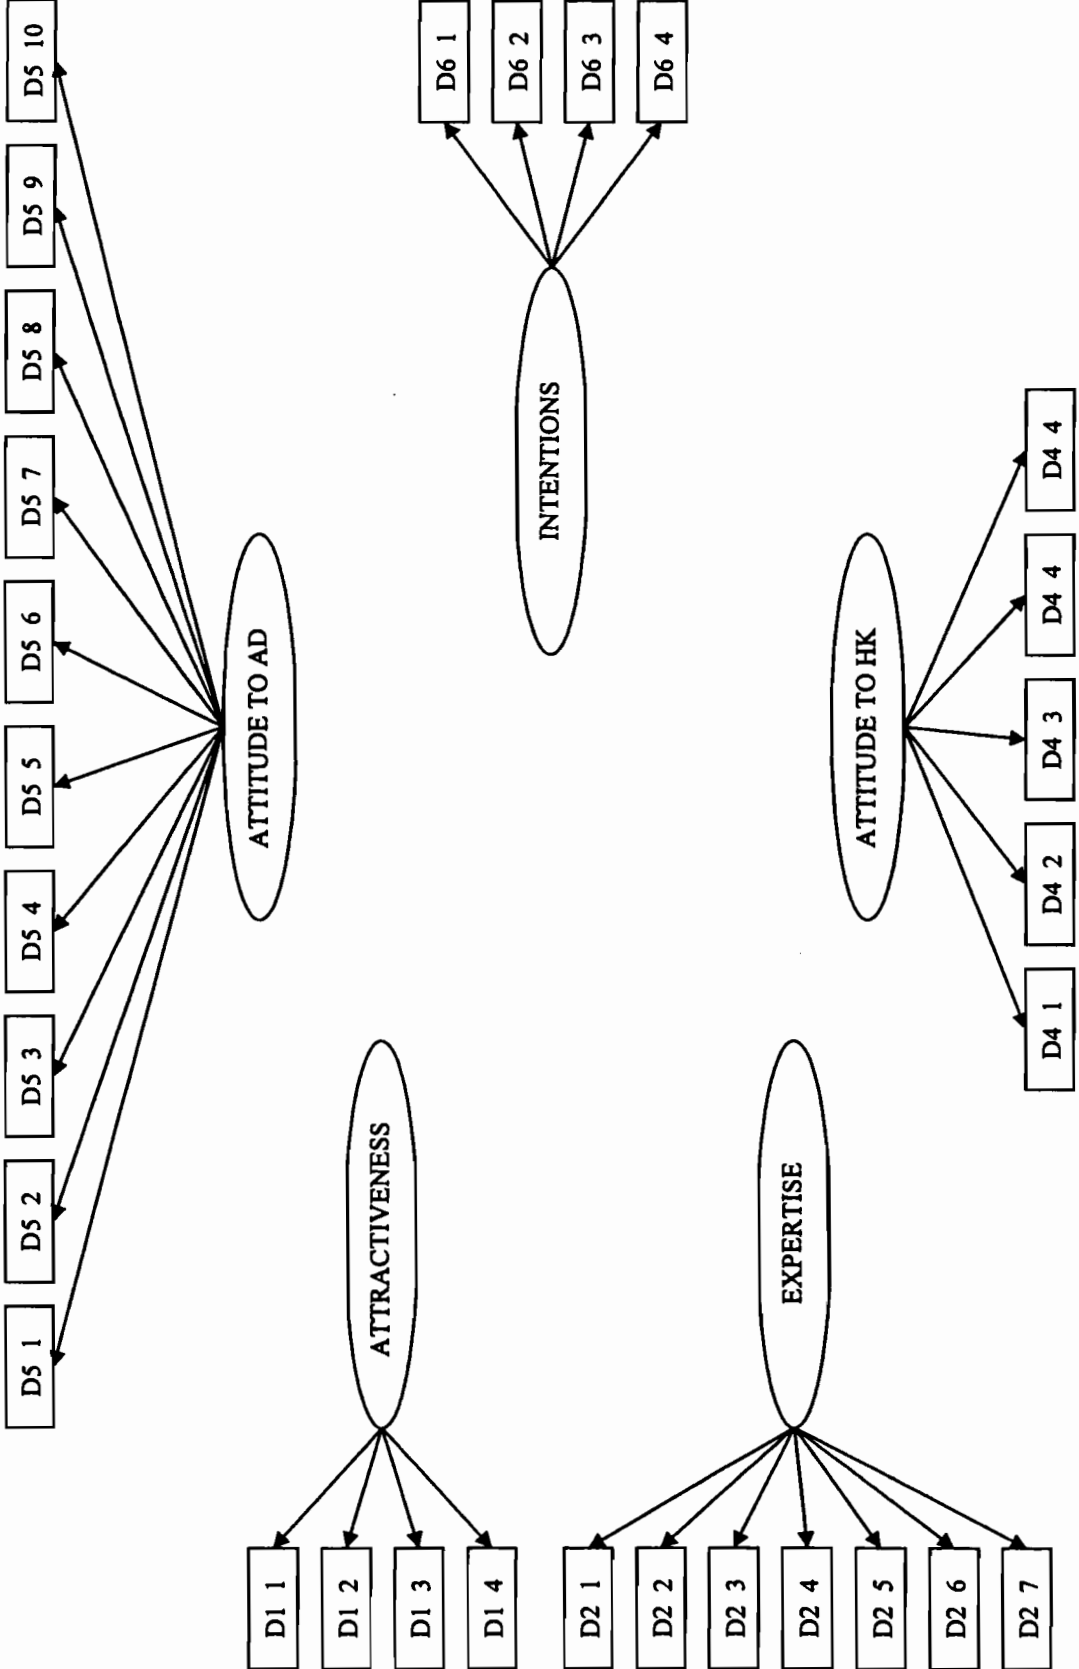 D5 1
D5 2
D5 3
D5 4
D5 5
D5 6
D5 7
D5 8
D5 9
D5 10
ATTITUDE TO AD
D1 1
D1 2
D1 3
D1 4
ATTRACTIVENESS
INTENTIONS
D6 1
D6 2
D6 3
D6 4
D2 1
D2 2
D2 3
D2 4
D2 5
D2 6
D2 7
EXPERTISE
ATTITUDE TO HK
D4 1
D4 2
D4 3
D4 4
D4 4